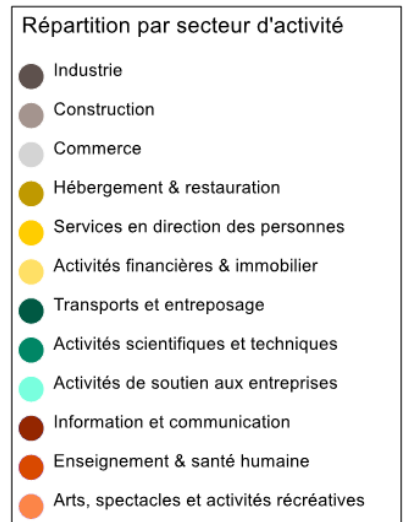 Répartition par secteur d'activité
Industrie
Construction
Commerce
Hébergement & restauration
Services en direction des personnes
Activités financières & immobilier
Transports et entreposage
Activités scientifiques et techniques
Activités de soutien aux entreprises
Information et communication
Enseignement & santé humaine
Arts, spectacles et activités récréatives